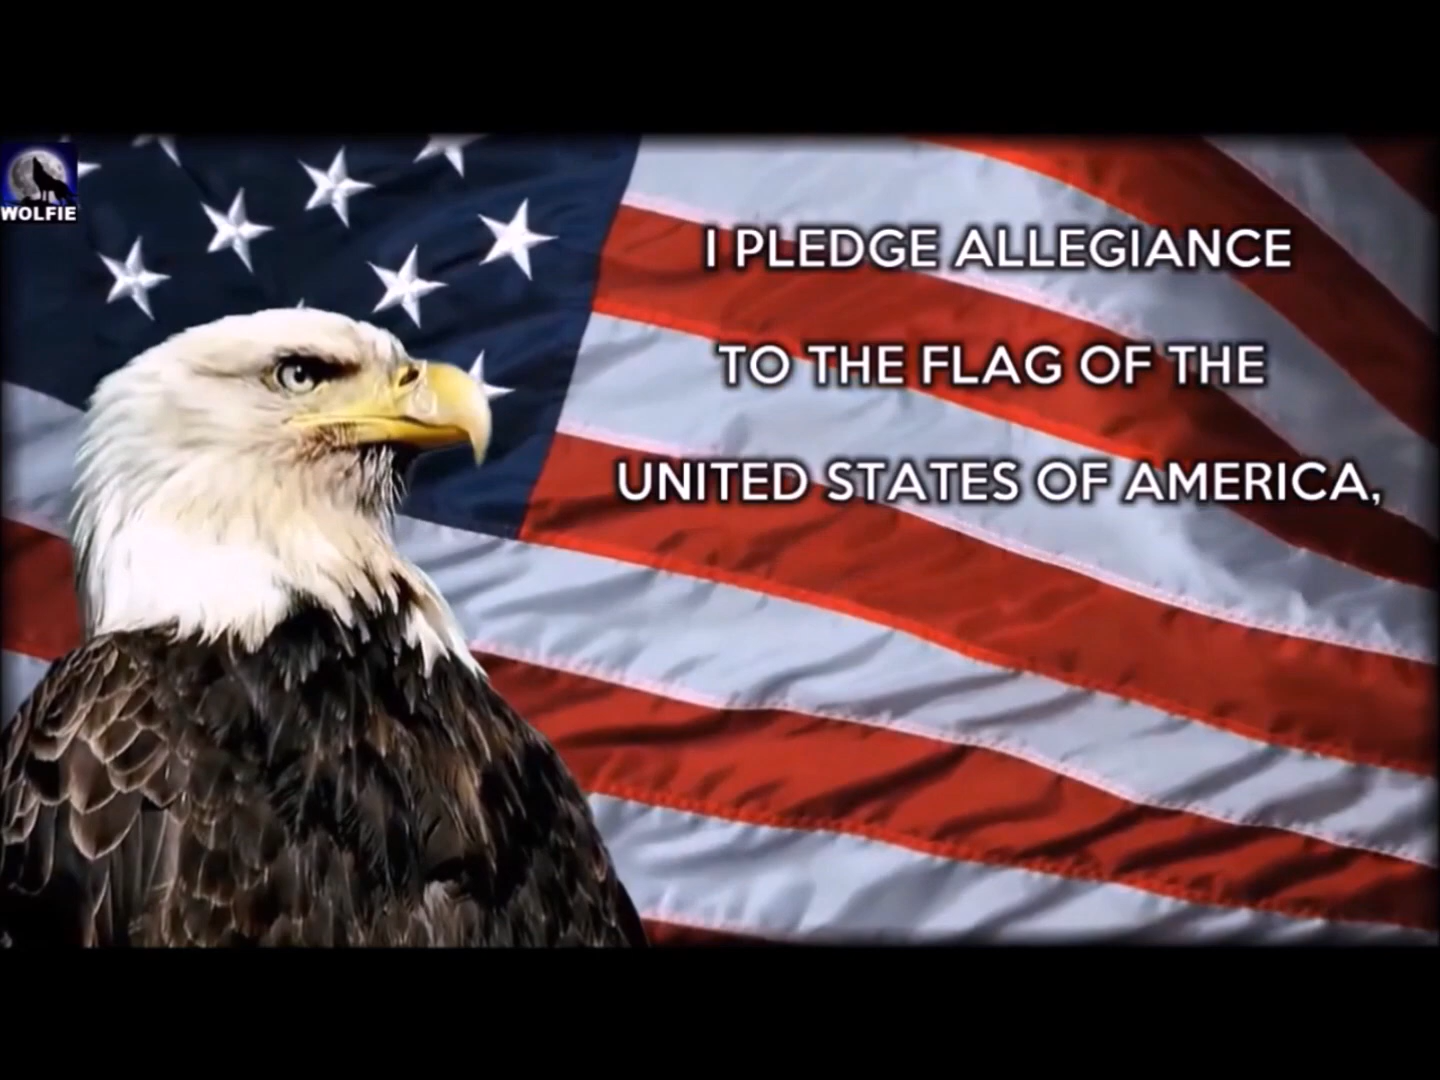 WOLFIE
I PLEDGE ALLEGIANCE
TO THE FLAG OF THE
UNITED STATES OF AMERICA,